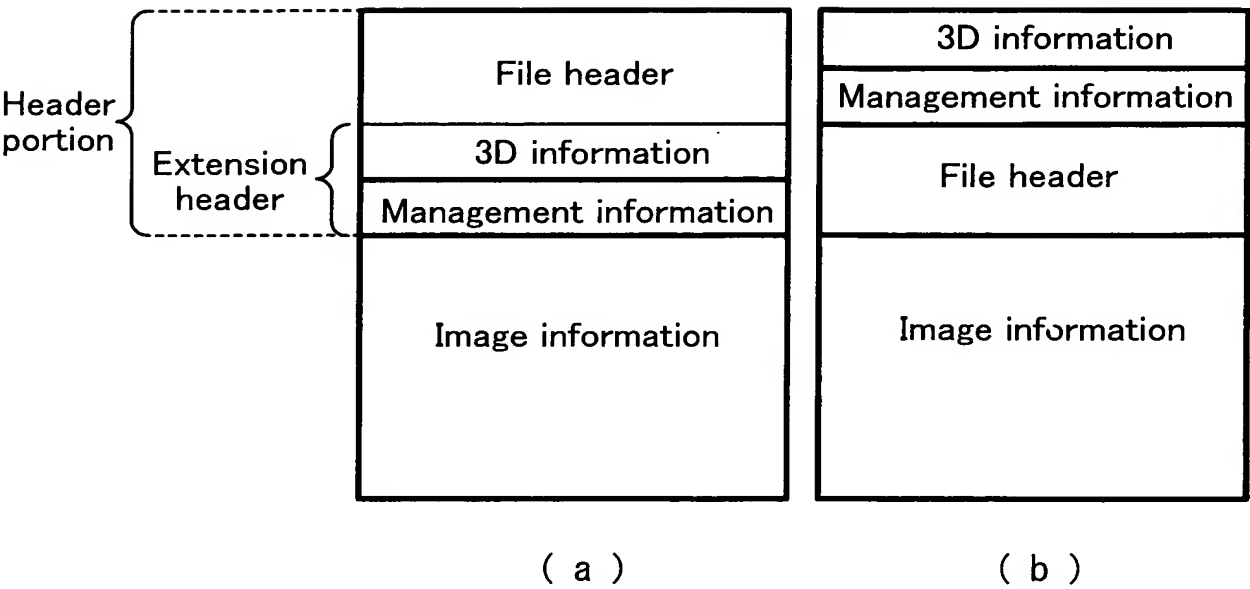 Header
portion
Extension
header
File header
3D information
Management information
Image information
( a )
3D information
Management information
File header
Image information
( b )